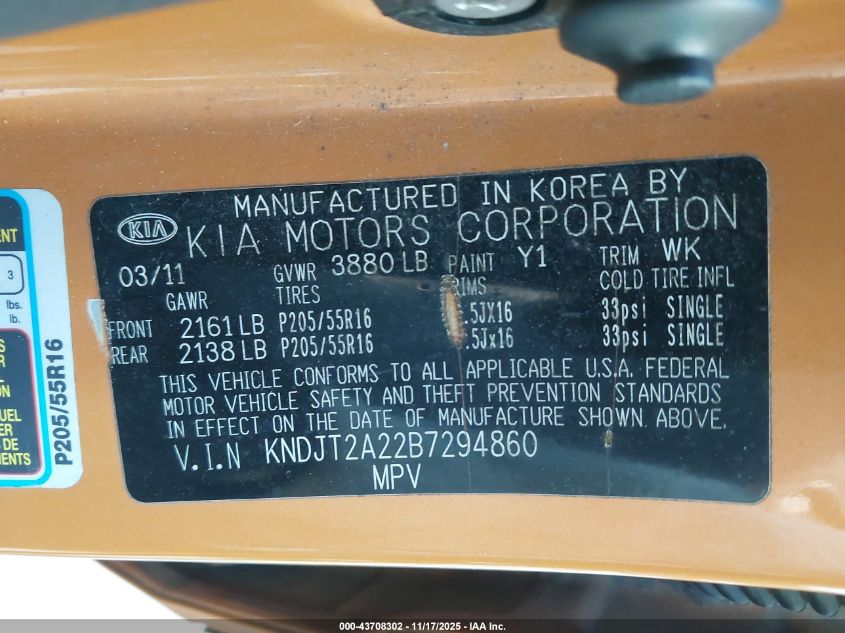 MANUFACTURED IN KOREA BY
KIA
KIA MOTORS CORPORATION
03/11 GVWR 3880 LB PAINT Y1 TRIM WK
GAWR TIRES RIMS COLD TIRE INFL
FRONT 2161 LB P205/55R16 .5JX16 33psi SINGLE
REAR 2138 LB P205/55R16 .5Jx16 33psi SINGLE
THIS VEHICLE CONFORMS TO ALL APPLICABLE U.S.A. FEDERAL
MOTOR VEHICLE SAFETY AND THEFT PREVENTION STANDARDS
IN EFFECT ON THE DATE OF MANUFACTURE SHOWN ABOVE.
V.I.N KNDJT2A22B7294860
MPV
3
lbs.
lb.
P205/55R16
000-43708302 - 11/17/2025 - IAA Inc.